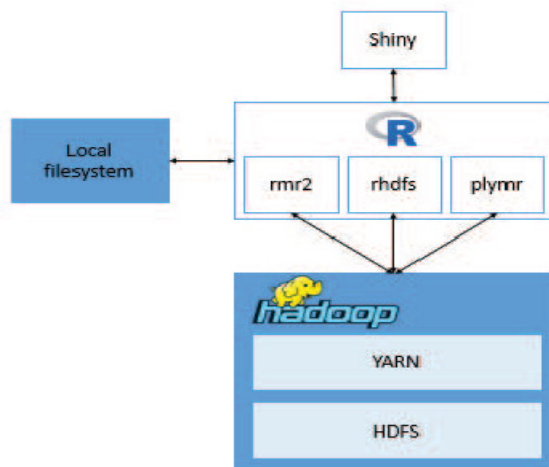 Shiny
R
Local
filesystem
rmr2
rhdfs
plymr
hadoop
YARN
HDFS